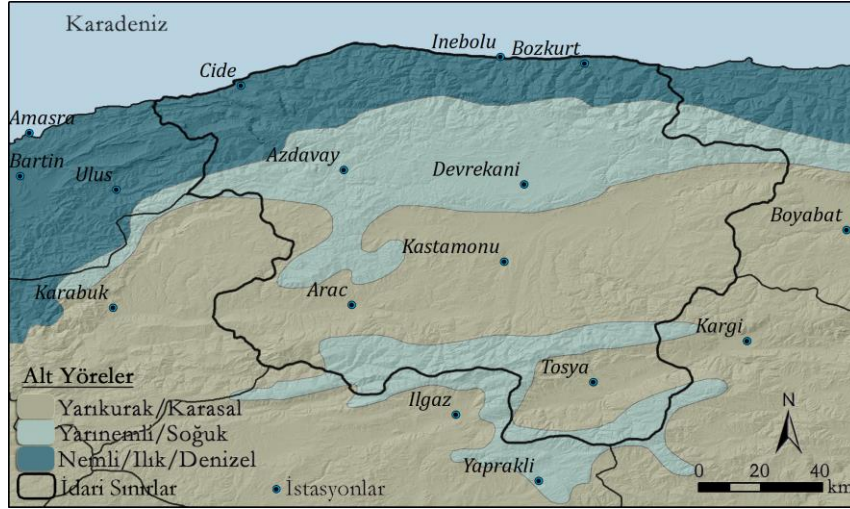 Karadeniz
Inebolu
Bozkurt
Cide
Amasra
Bartin
Ulus
Azdavay
Devrekani
Boyabat
Kastamonu
Karabuk
Arac
Kargi
Tosya
Ilgaz
Yaprakli
Alt Yöreler
Yarıkurak/Karasal
Yarınemli/Soğuk
Nemli/Ilık/Denizel
İdari Sınırlar
İstasyonlar
N
0 20 40
km